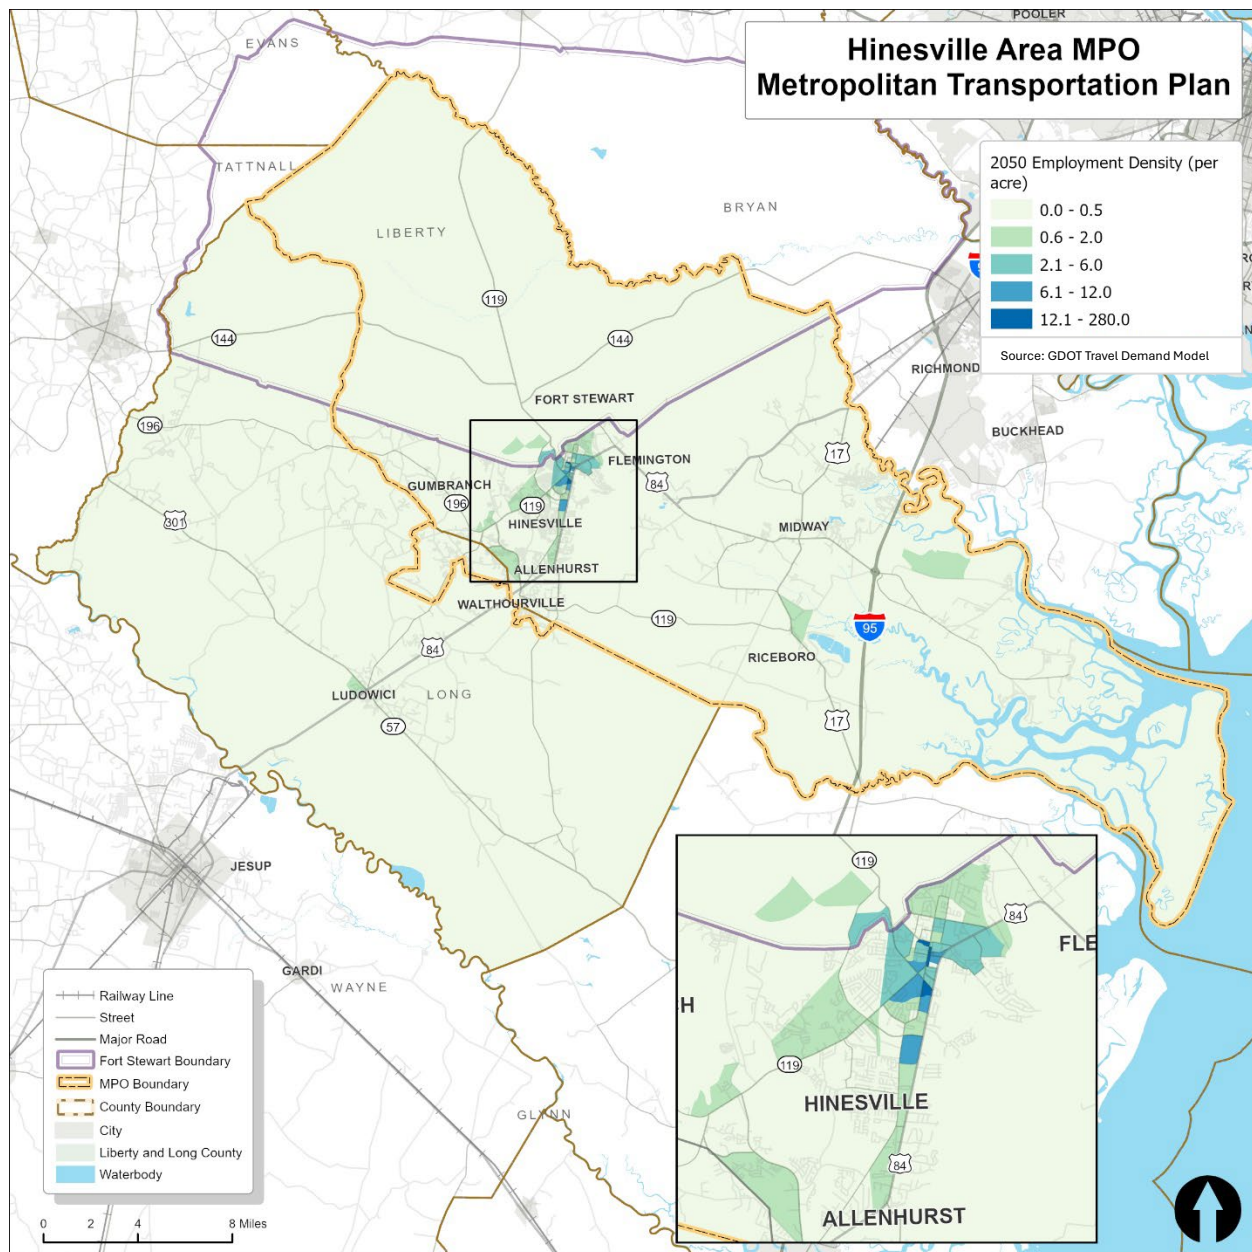 POOLER
EVANS
Hinesville Area MPO
Metropolitan Transportation Plan
2050 Employment Density (per
acre)
0.0 - 0.5
0.6 - 2.0
2.1 - 6.0
6.1 - 12.0
12.1 - 280.0
Source: GDOT Travel Demand Model
TATTNALL
BRYAN
LIBERTY
119
144
144
RICHMOND
FORT STEWART
196
BUCKHEAD
17
FLEMINGTON
84
GUMBRANCH
196
119
301
HINESVILLE
MIDWAY
ALLENHURST
WALTHOURVILLE
119
95
84
RICEBORO
LUDOWICI
LONG
57
17
JESUP
119
84
FLE
GARDI
WAYNE
H
119
HINESVILLE
GLYNN
84
ALLENHURST
Railway Line
Street
Major Road
Fort Stewart Boundary
MPO Boundary
County Boundary
City
Liberty and Long County
Waterbody
0 2 4 8 Miles